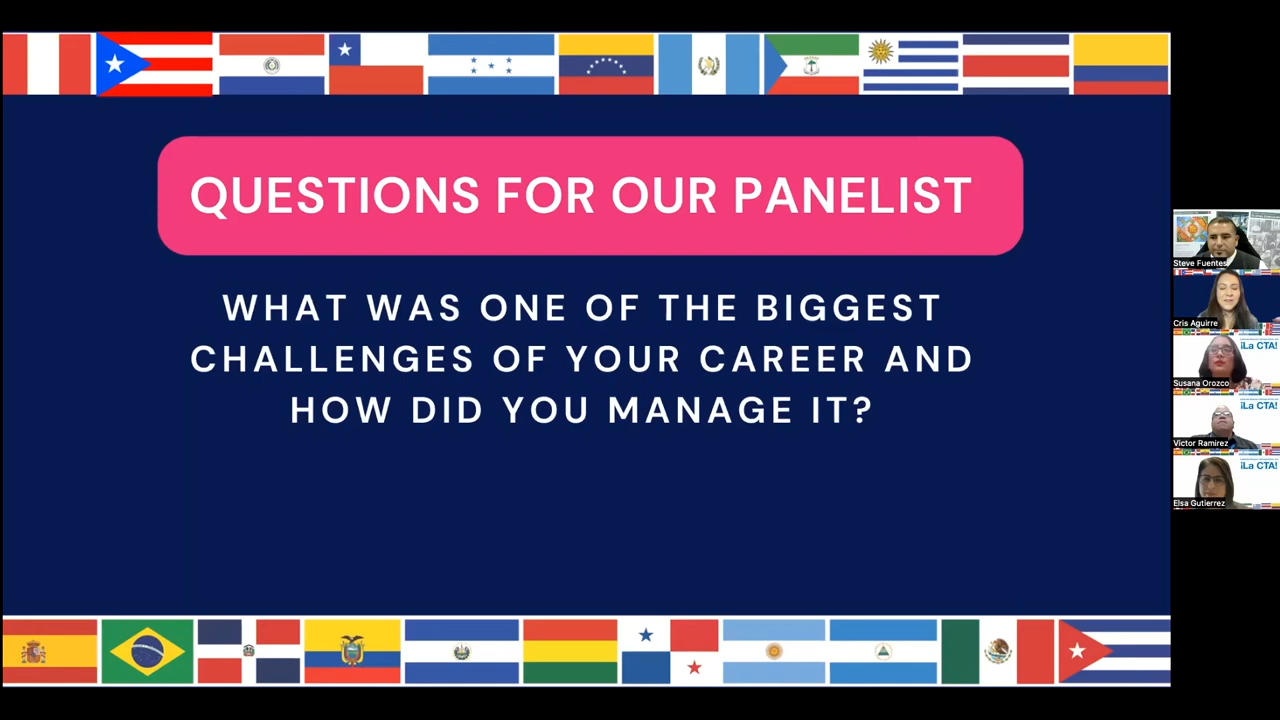 QUESTIONS FOR OUR PANELIST
WHAT WAS ONE OF THE BIGGEST
CHALLENGES OF YOUR CAREER AND
HOW DID YOU MANAGE IT?
Steve Fuentes
Cris Aguirre
¡La CTA!
Susana Orozco
¡La CTA!
Victor Ramirez
¡La CTA!
Elsa Gutierrez